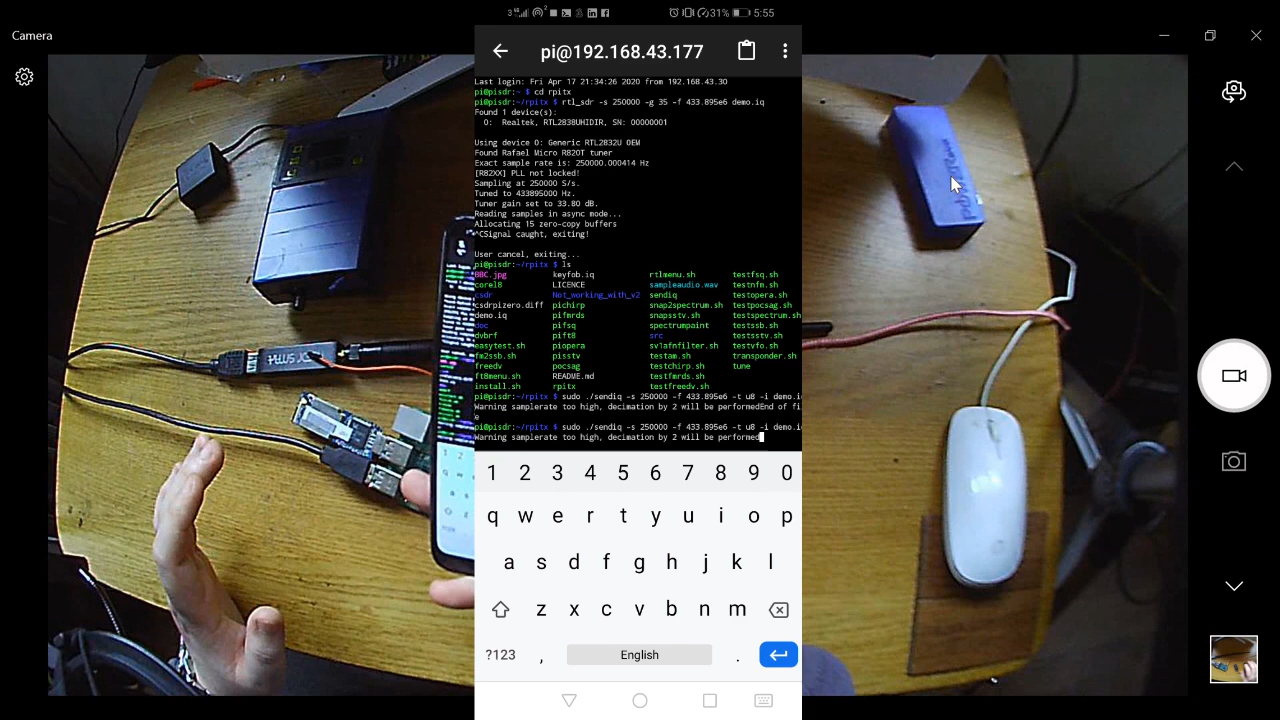 Camera
31% 5:55
pi@192.168.43.177
Last login: Fri Apr 17 21:34:26 2020 from 192.168.43.30
pi@pisdr:~ $ cd rpitx
pi@pisdr:~/rpitx $ rtl_sdr -s 250000 -g 35 -f 433.895e6 demo.iq
Found 1 device(s):
0: Realtek, RTL2838UHIDIR, SN: 00000001
Using device 0: Generic RTL2832U OEM
Found Rafael Micro R820T tuner
Exact sample rate is: 250000.000414 Hz
[R82XX] PLL not locked!
Sampling at 250000 S/s.
Tuned to 433895000 Hz.
Tuner gain set to 33.80 dB.
Reading samples in async mode...
Allocating 15 zero-copy buffers
^CSignal caught, exiting!
User cancel, exiting...
pi@pisdr:~/rpitx $ ls
BBC.jpg keyfob.iq rtlmenu.sh testfsq.sh
corel8 LICENCE sampleaudio.wav testnfm.sh
csdr Not_working_with_v2 sendiq testopera.sh
csdrpizero.diff pichirp snap2spectrum.sh testpocsag.sh
demo.iq pifmrds snapsstv.sh testspectrum.sh
doc pifsq spectrumpaint testssb.sh
dvbrf pift8 src testsstv.sh
easytest.sh piopera svlafnfilter.sh testvfo.sh
fm2ssb.sh pisstv testam.sh transponder.sh
freedv pocsag testchirp.sh tune
ft8menu.sh README.md testfmrds.sh
install.sh rpitx testfreedv.sh
pi@pisdr:~/rpitx $ sudo ./sendiq -s 250000 -f 433.895e6 -t u8 -i demo.i
Warning samplerate too high, decimation by 2 will be performedEnd of fi
e
pi@pisdr:~/rpitx $ sudo ./sendiq -s 250000 -f 433.895e6 -t u8 -i demo.i
Warning samplerate too high, decimation by 2 will be performed
1 2 3 4 5 6 7 8 9 0
q w e r t y u i o p
a s d f g h j k l
z x c v b n m
?123 , English .